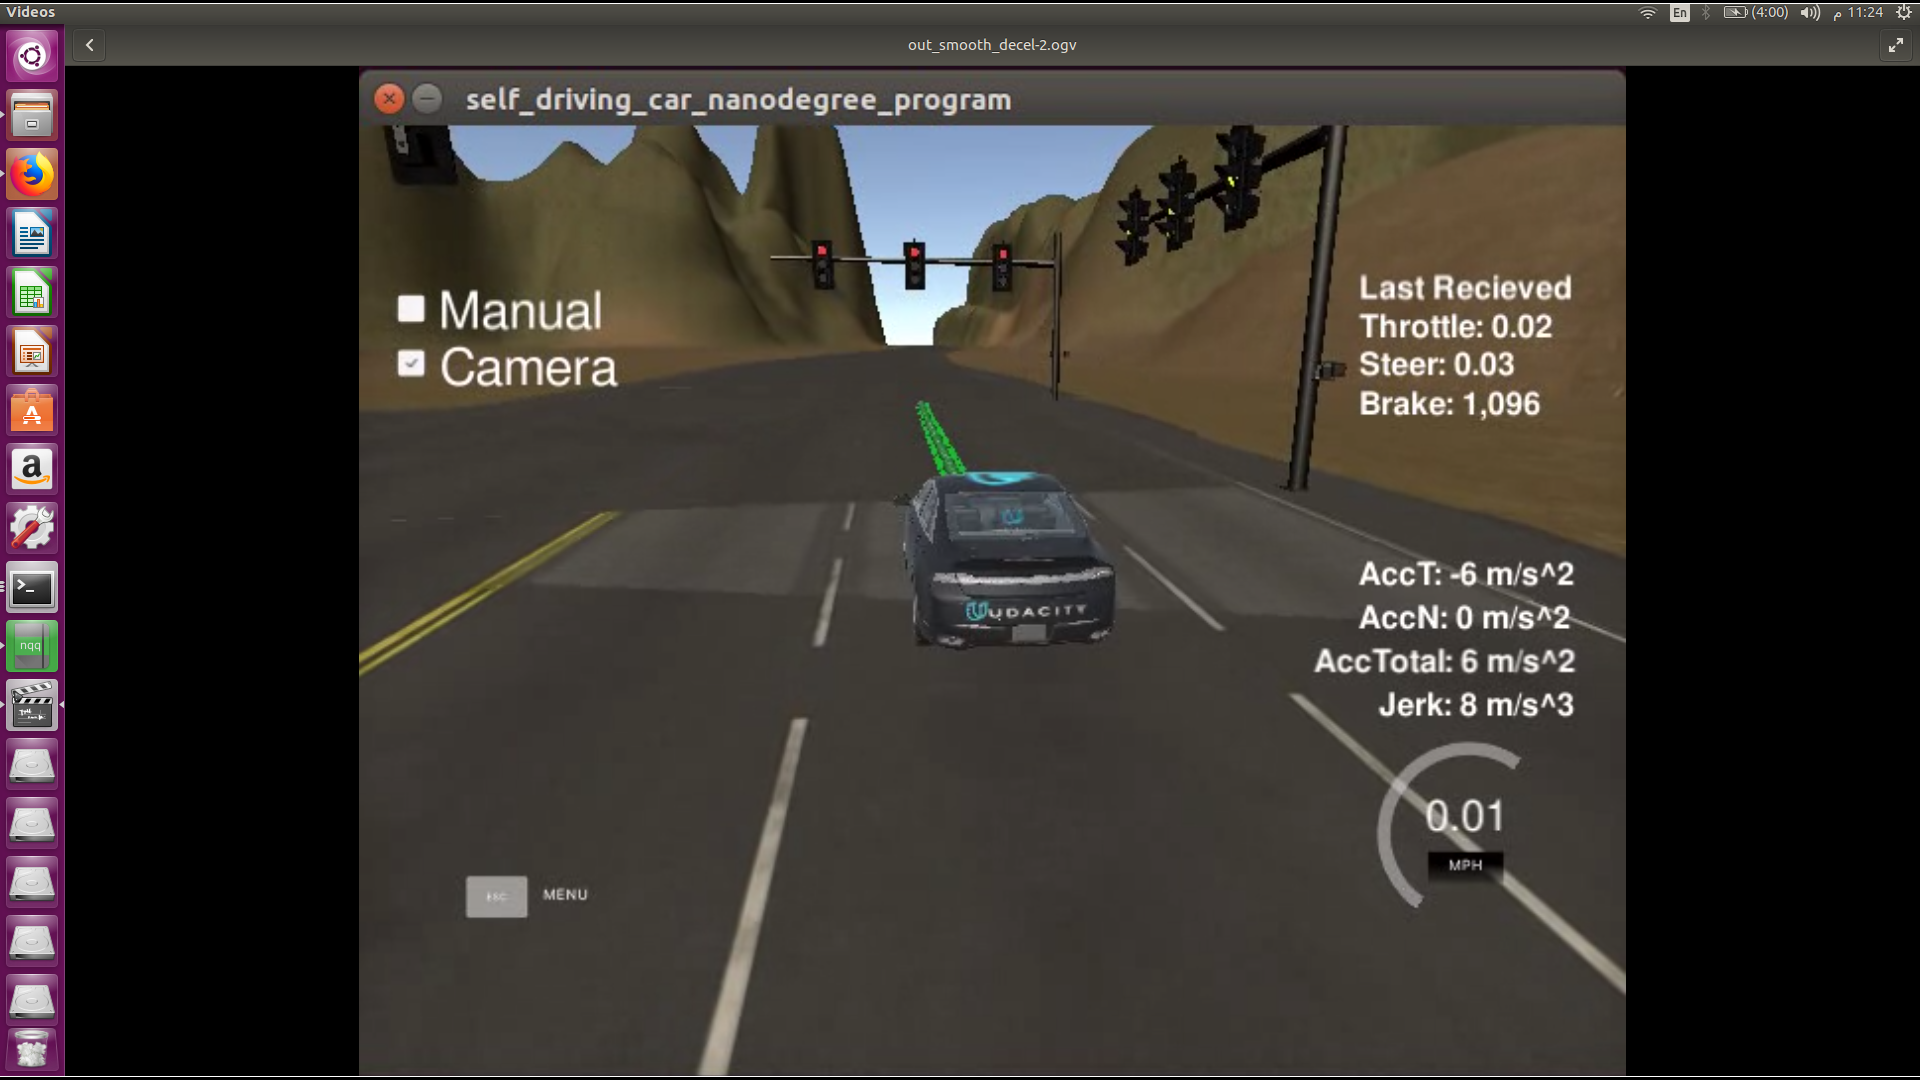 Videos
En
(4:00)
م 11:24
out_smooth_decel-2.ogv
self_driving_car_nanodegree_program
Manual
Camera
Last Recieved
Throttle: 0.02
Steer: 0.03
Brake: 1,096
UDACITY
AccT: -6 m/s^2
AccN: 0 m/s^2
AccTotal: 6 m/s^2
Jerk: 8 m/s^3
0.01
MPH
ESC
MENU
A
a
>_
nqq